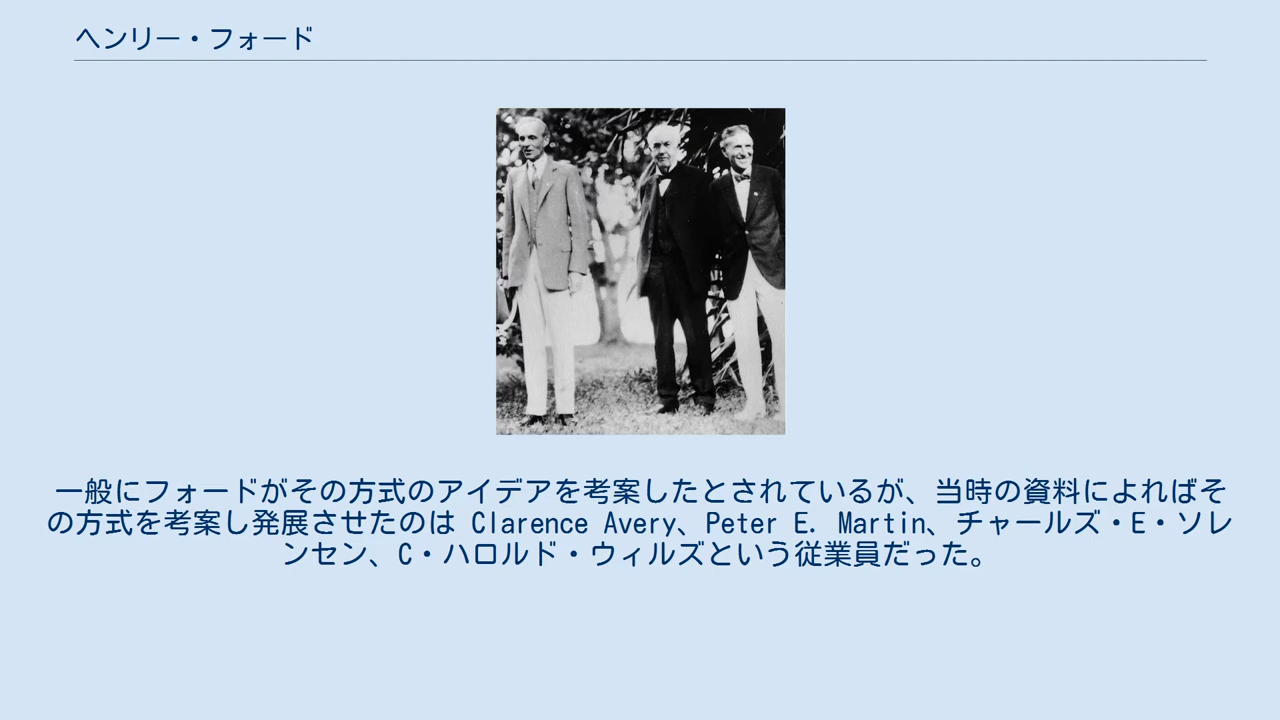 ヘンリー・フォード
一般にフォードがその方式のアイデアを考案したとされているが、当時の資料によればそ
の方式を考案し発展させたのは Clarence Avery、Peter E. Martin、チャールズ・E・ソレ
ンセン、C・ハロルド・ウィルズという従業員だった。